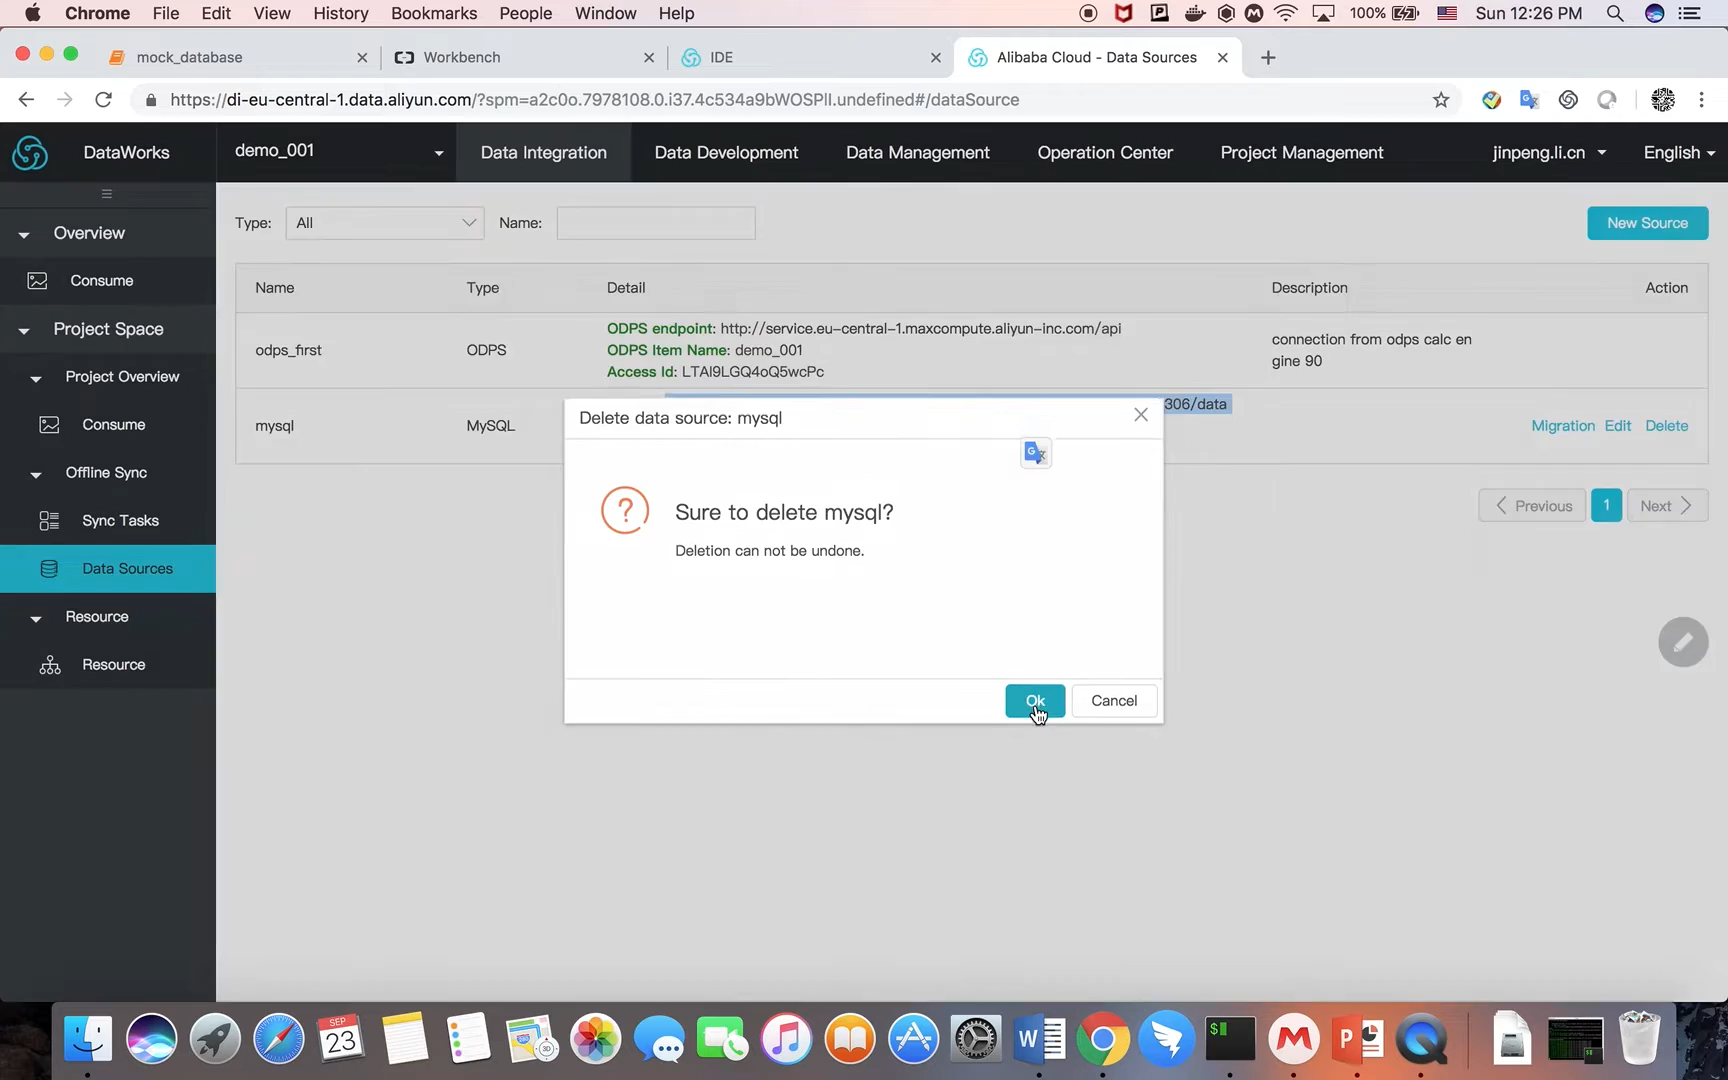 Chrome File Edit View History Bookmarks People Window Help 100% Sun 12:26 PM
mock_database Workbench IDE Alibaba Cloud - Data Sources
https://di-eu-central-1.data.aliyun.com/?spm=a2c0o.7978108.0.i37.4c534a9bWOSPlI.undefined#/dataSource
DataWorks demo_001 Data Integration Data Development Data Management Operation Center Project Management jinpeng.li.cn English
Overview
Consume
Project Space
Project Overview
Consume
Offline Sync
Sync Tasks
Data Sources
Resource
Resource
Type: All Name: New Source
Name Type Detail Description Action
odps_first ODPS
ODPS endpoint: http://service.eu-central-1.maxcompute.aliyun-inc.com/api
ODPS Item Name: demo_001
Access Id: LTAI9LGQ4oQ5wcPc
connection from odps calc en
gine 90
306/data
mysql MySQL Migration Edit Delete
Previous 1 Next
Delete data source: mysql
Sure to delete mysql?
Deletion can not be undone.
Ok Cancel
SEP
23